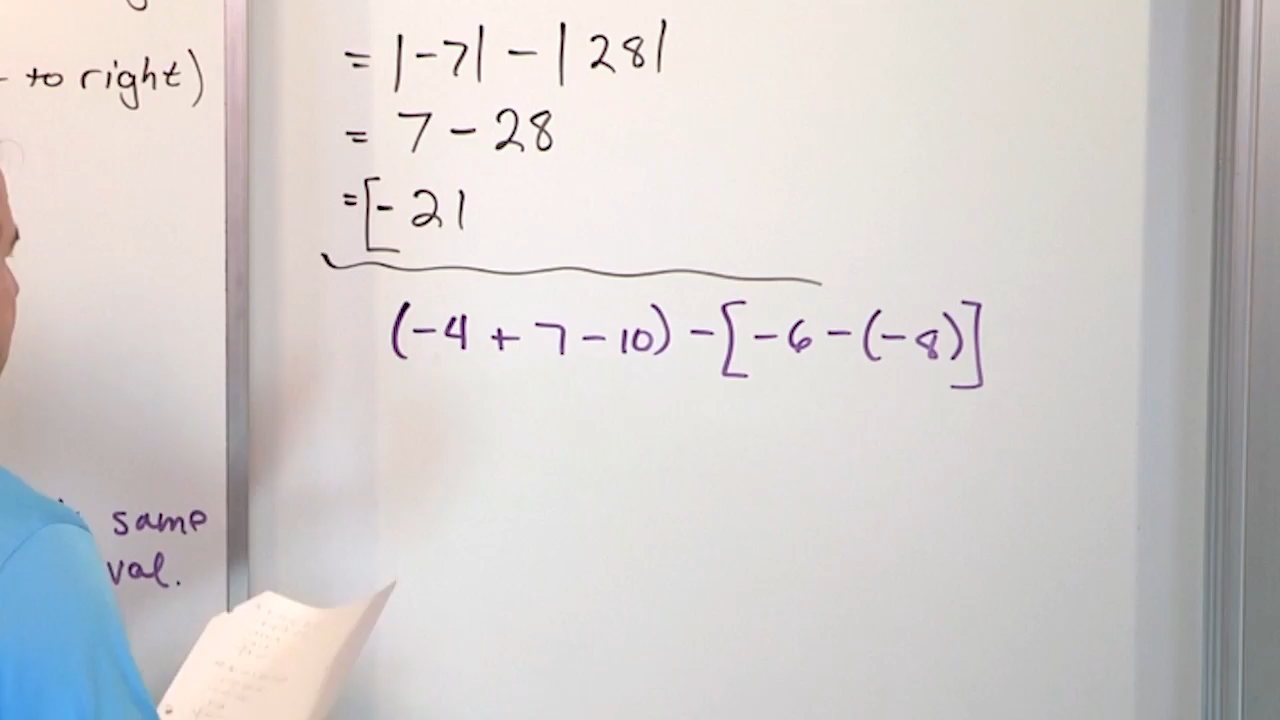 to right)
= |-7| - |28|
= 7 - 28
= [-21
(-4 + 7 - 10) - [-6 - (-8)]
same
val.